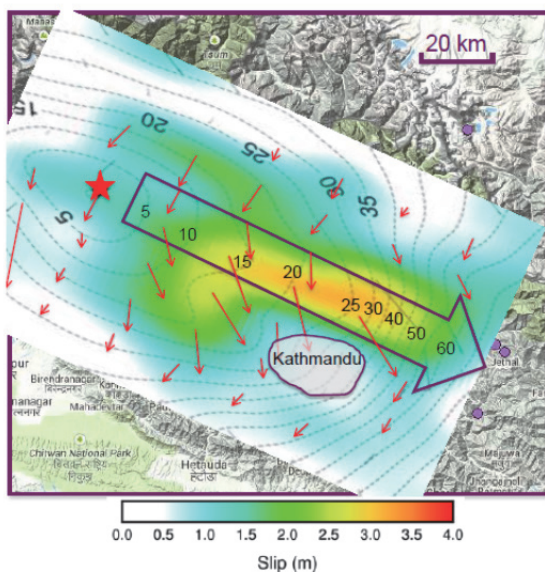 20 km
20
25
15
30
35
5
5
10
15
20
25
30
40
50
60
Kathmandu
Birendranagar
Chitwan National Park
Hetauda
हेटौंडा
0.0 0.5 1.0 1.5 2.0 2.5 3.0 3.5 4.0
Slip (m)